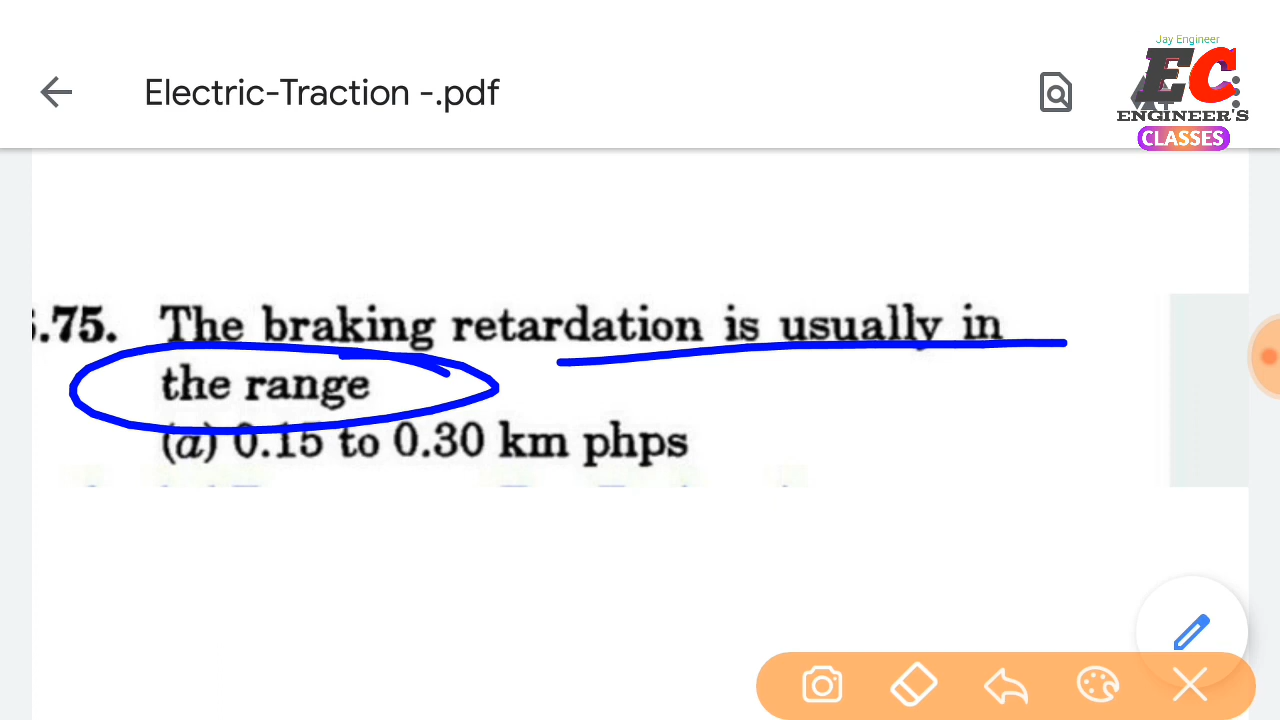 Jay Engineer
EC
ENGINEER'S
CLASSES
Electric-Traction -.pdf
.75. The braking retardation is usually in
the range
(a) 0.15 to 0.30 km phps